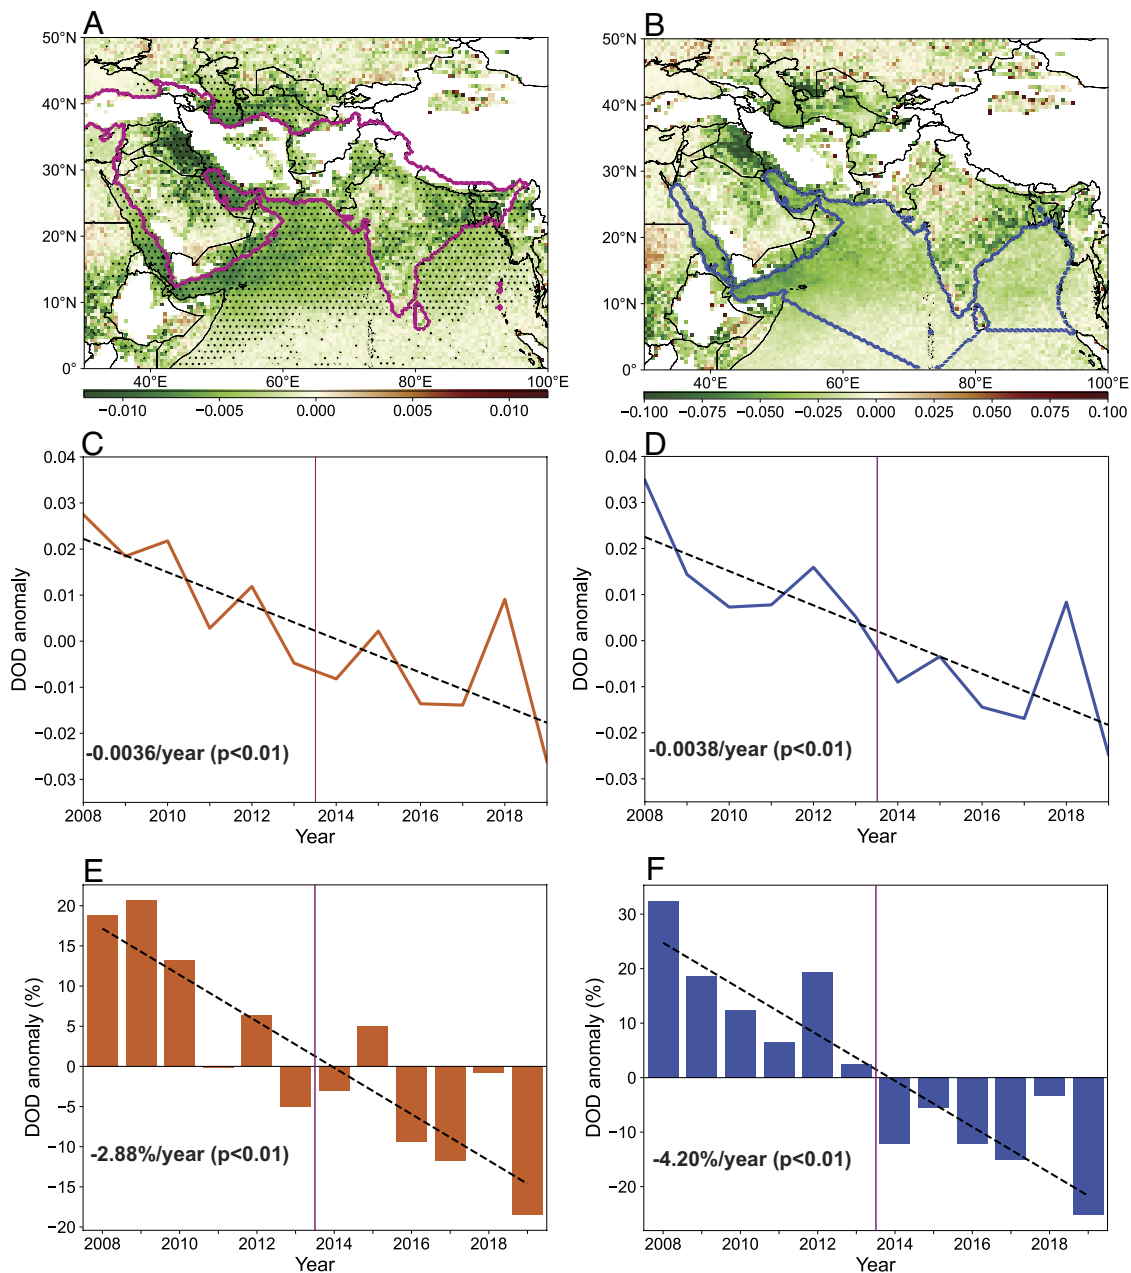 A
B
50°N
40°N
30°N
20°N
10°N
0°
40°E 60°E 80°E 100°E
−0.010 −0.005 0.000 0.005 0.010
50°N
40°N
30°N
20°N
10°N
0°
40°E 60°E 80°E 100°E
−0.100 −0.075 −0.050 −0.025 0.000 0.025 0.050 0.075 0.100
C
0.04
0.03
0.02
0.01
0.00
−0.01
−0.02
−0.03
DOD anomaly
-0.0036/year (p<0.01)
2008 2010 2012 2014 2016 2018
Year
D
0.04
0.03
0.02
0.01
0.00
−0.01
−0.02
−0.03
DOD anomaly
-0.0038/year (p<0.01)
2008 2010 2012 2014 2016 2018
Year
E
20
15
10
5
0
−5
−10
−15
−20
DOD anomaly (%)
-2.88%/year (p<0.01)
2008 2010 2012 2014 2016 2018
Year
F
30
20
10
0
−10
−20
DOD anomaly (%)
-4.20%/year (p<0.01)
2008 2010 2012 2014 2016 2018
Year